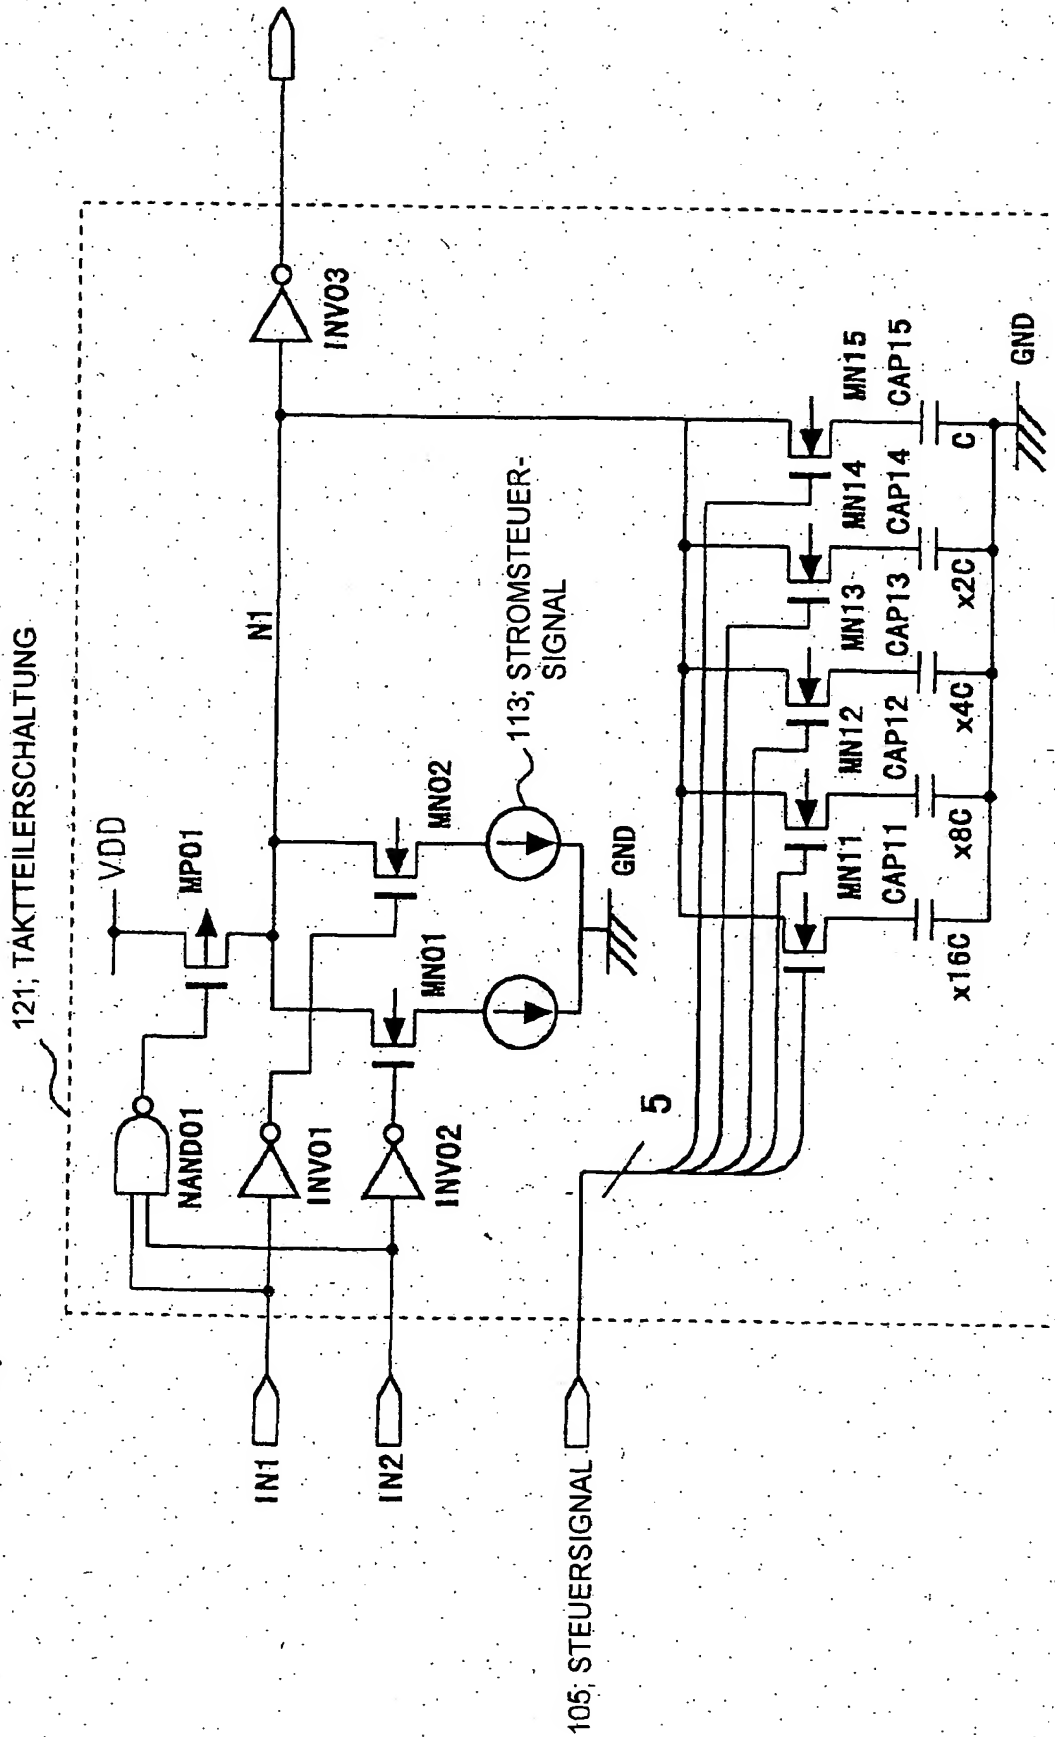 121; TAKTTEILERSCHALTUNG
VDD
MP01
NAND01
N1
INV03
IN1
INV01
MN02
IN2
INV02
MN01
113; STROMSTEUER-
SIGNAL
GND
105; STEUERSIGNAL
5
MN11
MN12
MN13
MN14
MN15
CAP11
CAP12
CAP13
CAP14
CAP15
x16C
x8C
x4C
x2C
C
GND